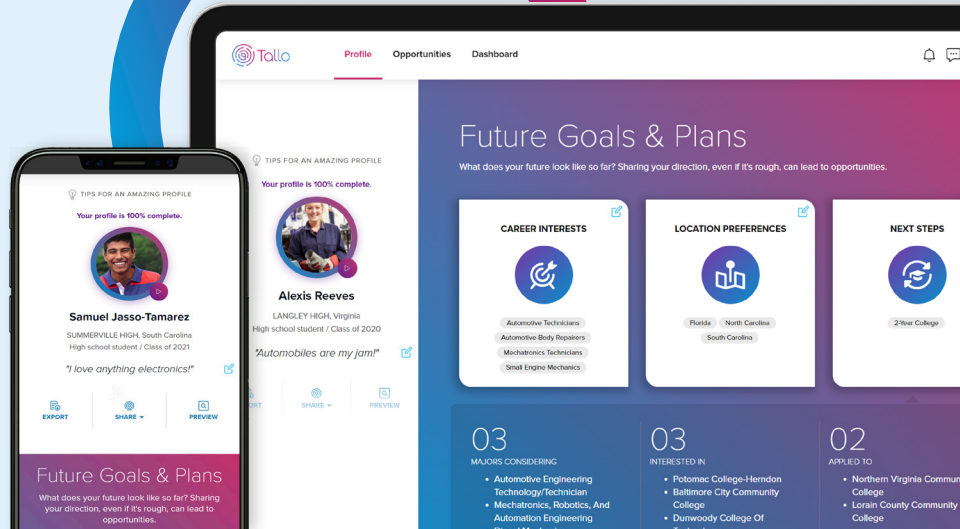 Tallo
Profile
Opportunities
Dashboard
TIPS FOR AN AMAZING PROFILE
Your profile is 100% complete.
Samuel Jasso-Tamarez
SUMMERVILLE HIGH, South Carolina
High school student / Class of 2021
"I love anything electronics!"
EXPORT
SHARE
PREVIEW
Future Goals & Plans
What does your future look like so far? Sharing
your direction, even if it's rough, can lead to
opportunities.
TIPS FOR AN AMAZING PROFILE
Your profile is 100% complete.
Alexis Reeves
LANGLEY HIGH, Virginia
High school student / Class of 2020
"Automobiles are my jam!"
SHARE
PREVIEW
Future Goals & Plans
What does your future look like so far? Sharing your direction, even if it's rough, can lead to opportunities.
CAREER INTERESTS
Automotive Technicians
Automotive-Body Repairers
Mechatronics Technicians
Small Engine Mechanics
LOCATION PREFERENCES
Florida
North Carolina
South Carolina
NEXT STEPS
2-Year College
03
MAJORS CONSIDERING
Automotive Engineering
Technology/Technician
Mechatronics, Robotics, And
Automation Engineering
03
INTERESTED IN
Potomac College-Herndon
Baltimore City Community
College
Dunwoody College Of
02
APPLIED TO
Northern Virginia
College
Lorain County Community
College